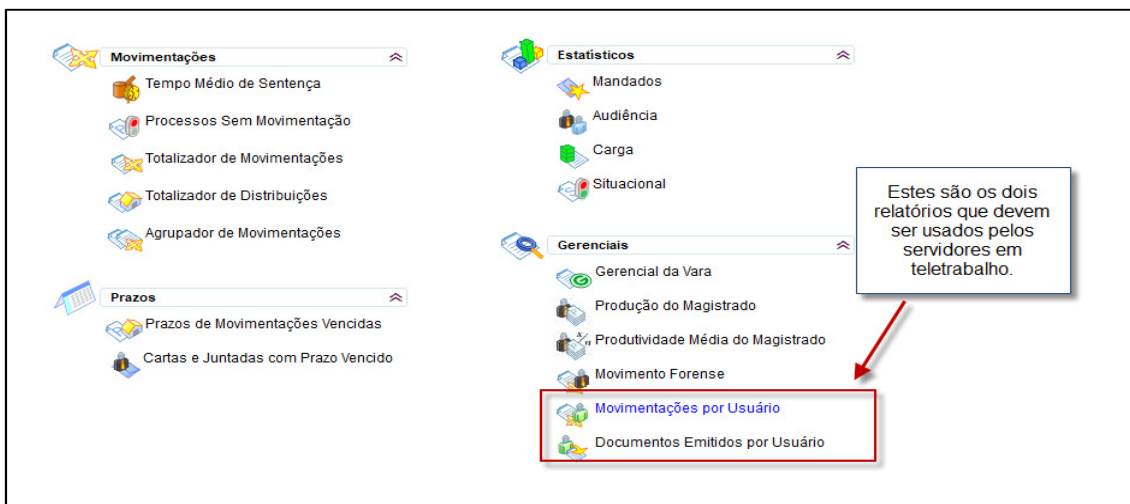 Movimentações
Tempo Médio de Sentença
Processos Sem Movimentação
Totalizador de Movimentações
Totalizador de Distribuições
Agrupador de Movimentações
Prazos
Prazos de Movimentações Vencidas
Cartas e Juntadas com Prazo Vencido
Estatísticos
Mandados
Audiência
Carga
Situacional
Gerenciais
Gerencial da Vara
Produção do Magistrado
Produtividade Média do Magistrado
Movimento Forense
Movimentações por Usuário
Documentos Emitidos por Usuário
Estes são os dois
relatórios que devem
ser usados pelos
servidores em
teletrabalho.